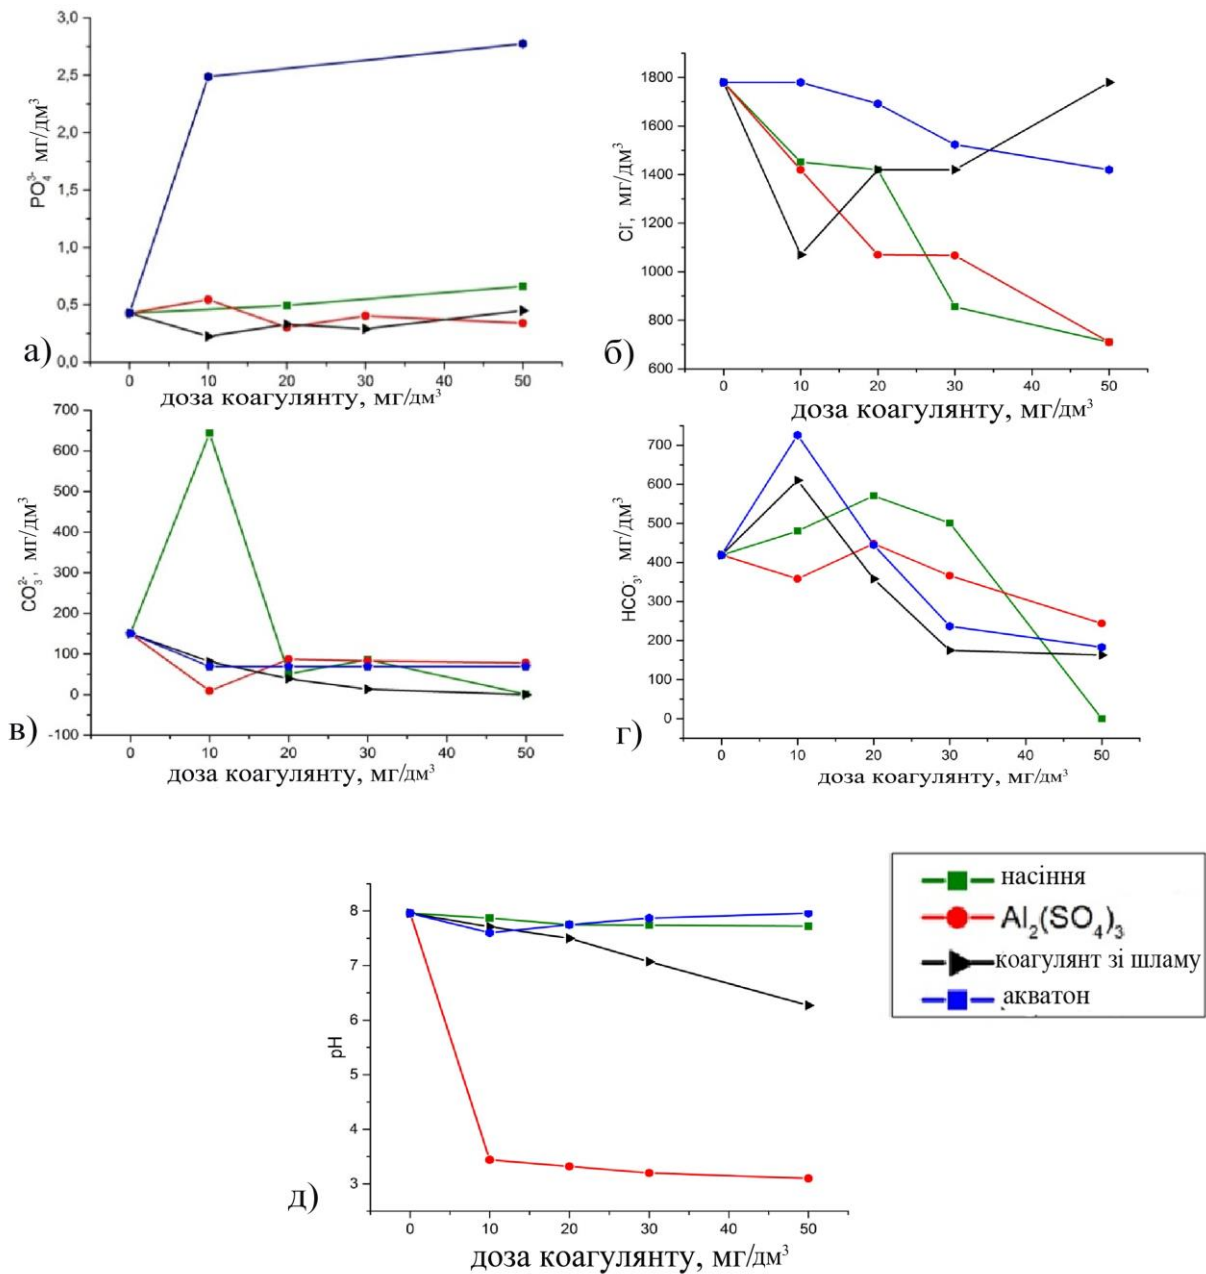 3,0
2,5
2,0
1,5
1,0
0,5
0,0
PO₄³⁻ мг/дм³
0 10 20 30 40 50
доза коагулянту, мг/дм³
а)
1800
1600
1400
1200
1000
800
600
Cl⁻, мг/дм³
0 10 20 30 40 50
доза коагулянту, мг/дм³
б)
700
600
500
400
300
200
100
0
-100
CO₃²⁻, мг/дм³
0 10 20 30 40 50
доза коагулянту, мг/дм³
в)
700
600
500
400
300
200
100
0
HCO₃⁻, мг/дм³
0 10 20 30 40 50
доза коагулянту, мг/дм³
г)
8
7
6
5
4
3
pH
0 10 20 30 40 50
доза коагулянту, мг/дм³
д)
насіння
Al₂(SO₄)₃
коагулянт зі шламу
акватон